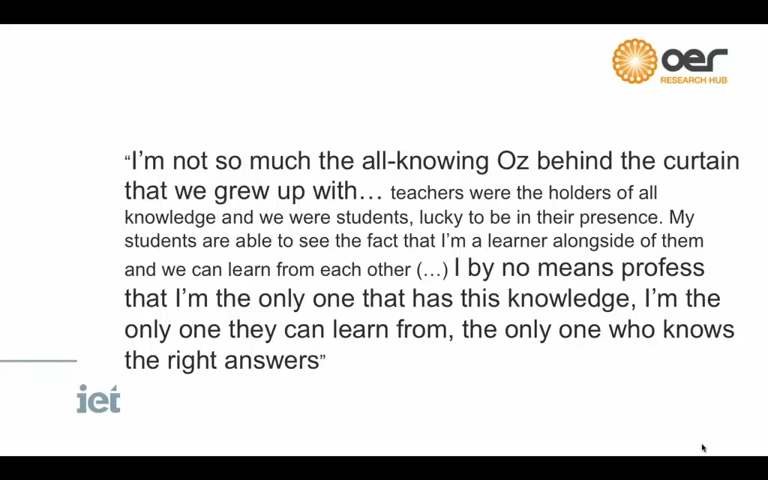 oer
RESEARCH HUB
“I’m not so much the all-knowing Oz behind the curtain
that we grew up with… teachers were the holders of all
knowledge and we were students, lucky to be in their presence. My
students are able to see the fact that I’m a learner alongside of them
and we can learn from each other (…) I by no means profess
that I’m the only one that has this knowledge, I’m the
only one they can learn from, the only one who knows
the right answers”
iet